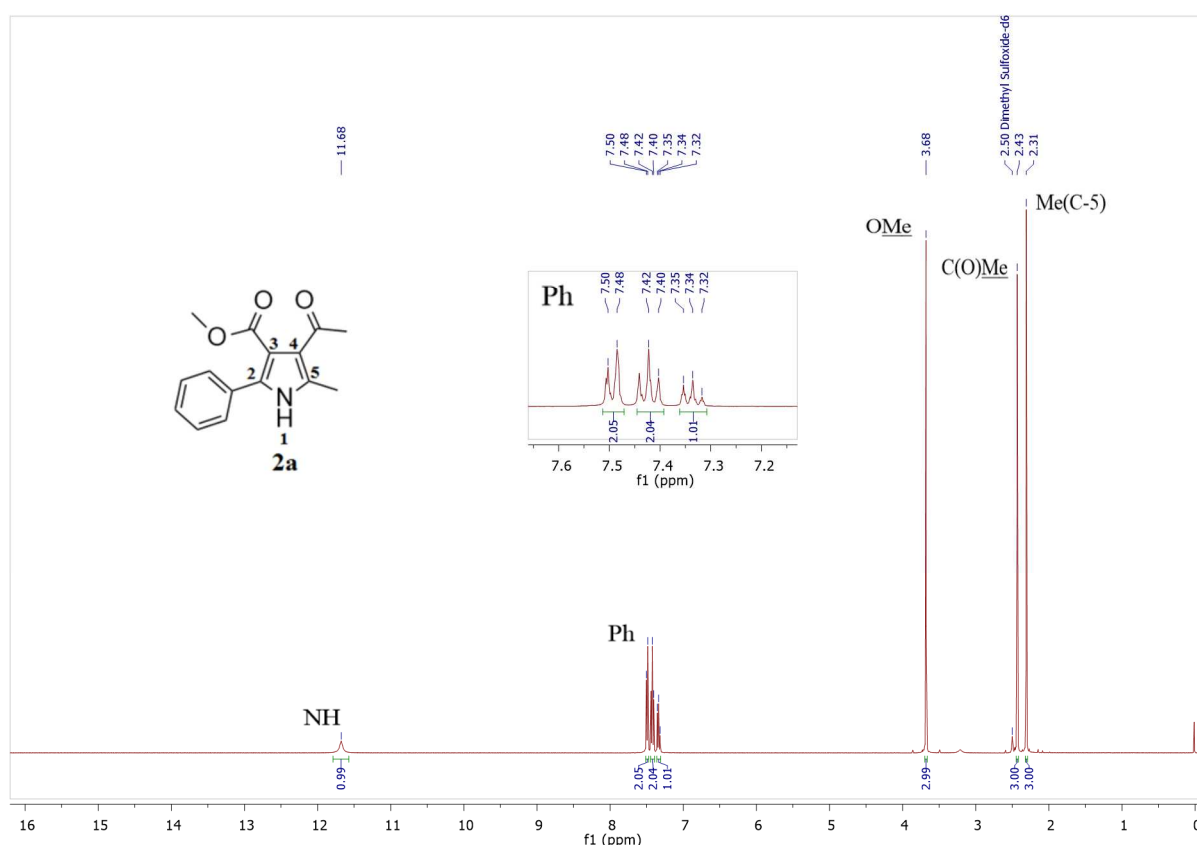 11.68
7.50
7.48
7.42
7.40
7.35
7.34
7.32
3.68
2.50 Dimethyl Sulfoxide-d6
2.43
2.31
Me(C-5)
OMe
C(O)Me
O
O
O
3 4
2 5
N
H
1
2a
Ph
7.50
7.48
7.42
7.40
7.35
7.34
7.32
2.05
2.04
1.01
7.6 7.5 7.4 7.3 7.2
f1 (ppm)
Ph
NH
0.99
2.05
2.04
1.01
2.99
3.00
3.00
16 15 14 13 12 11 10 9 8 7 6 5 4 3 2 1 0
f1 (ppm)